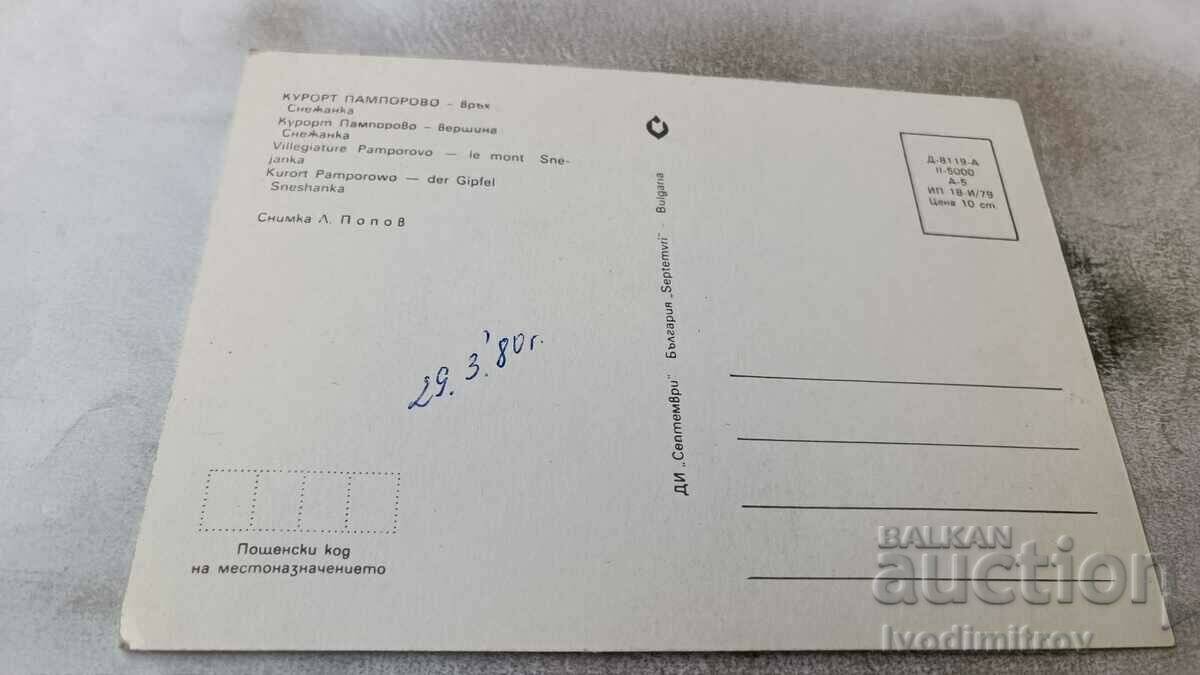 КУРОРТ ПАМПОРОВО – връх
Снежанка
Курорт Пампорово – вершина
Снежанка
Villegiature Pamporovo — le mont Sne-
janka
Kurort Pamporowo — der Gipfel
Sneshanka
Снимка Л. Попов
29.3.'80г.
Пощенски код
на местоназначението
ДИ „Септември" България „Septemvri" - Bulgaria
Д-8119-А
II-5000
А-5
ИП 18-И/79
Цена 10 ст.
BALKAN
auction
Ivodimitrov